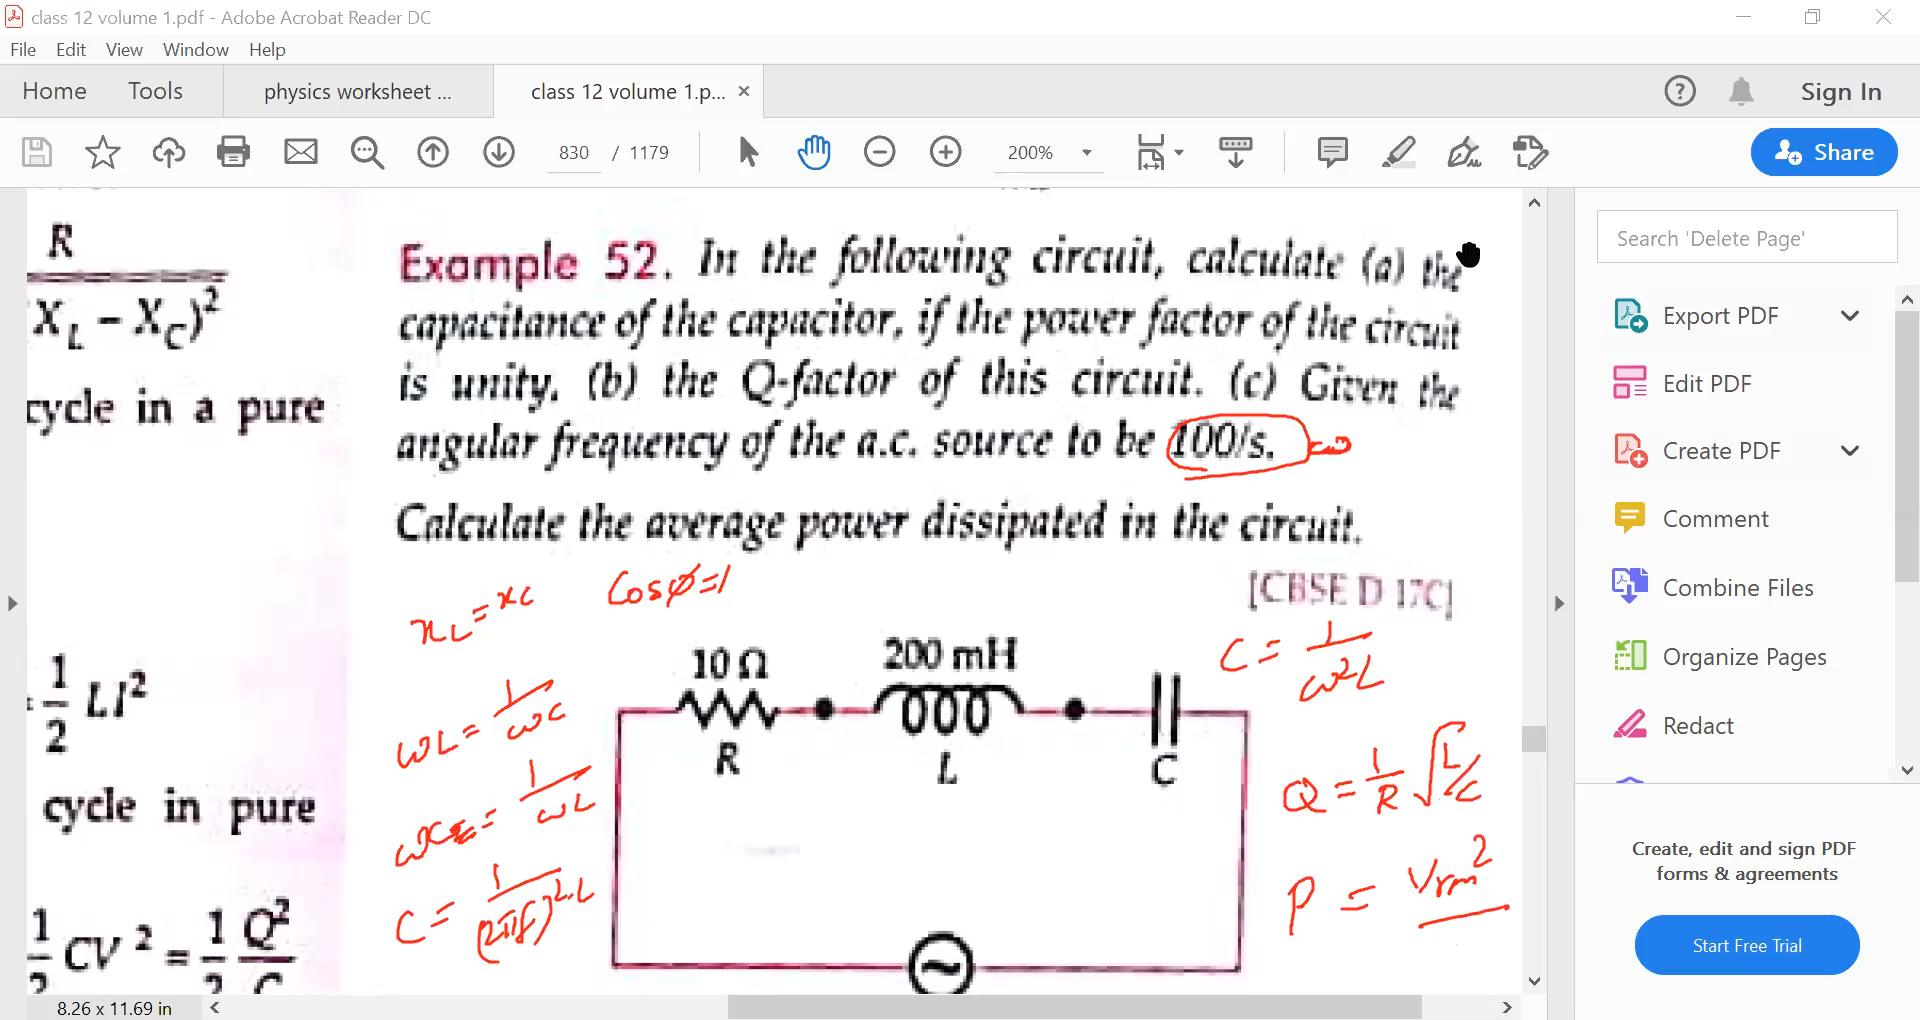 class 12 volume 1.pdf - Adobe Acrobat Reader DC
File Edit View Window Help
Home Tools physics worksheet ... class 12 volume 1.p... × Sign In
830 / 1179 200% Share
R
X_L - X_C)²
cycle in a pure
1/2 LI²
cycle in pure
1/2 CV² = 1/2 Q²/C
Example 52. In the following circuit, calculate (a) the
capacitance of the capacitor, if the power factor of the circuit
is unity, (b) the Q-factor of this circuit. (c) Given the
angular frequency of the a.c. source to be 100/s. ω
Calculate the average power dissipated in the circuit.
[CBSE D 17C]
x_L = x_C cosφ=1
10 Ω 200 mH
R L C
ωL = 1/ωC
= 1/ωL
C = 1/(2πf)²·L
C = 1/ω²L
Q = 1/R √L/C
P = Vrm²
Search 'Delete Page'
Export PDF
Edit PDF
Create PDF
Comment
Combine Files
Organize Pages
Redact
Create, edit and sign PDF
forms & agreements
Start Free Trial
8.26 x 11.69 in